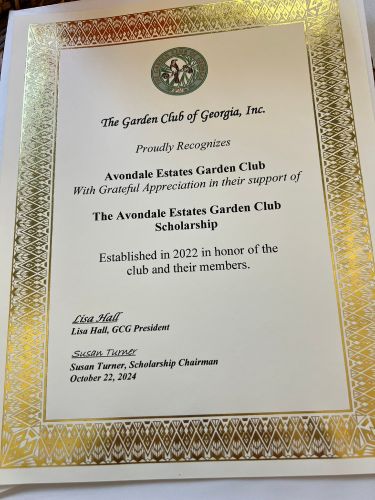 The Garden Club of Georgia, Inc.
Proudly Recognizes
Avondale Estates Garden Club
With Grateful Appreciation in their support of
The Avondale Estates Garden Club
Scholarship
Established in 2022 in honor of the
club and their members.
Lisa Hall
Lisa Hall, GCG President
Susan Turner
Susan Turner, Scholarship Chairman
October 22, 2024